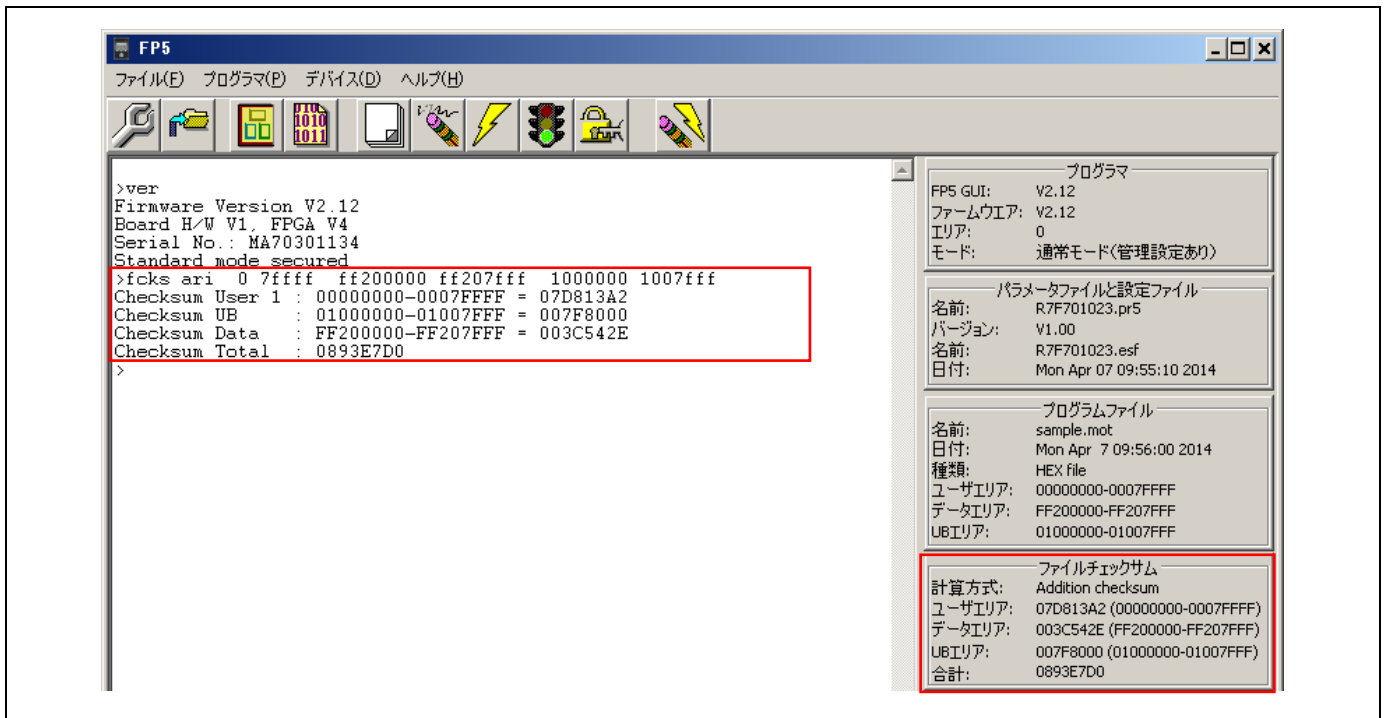 FP5
ファイル(F) プログラマ(P) デバイス(D) ヘルプ(H)
>ver
Firmware Version V2.12
Board H/W V1, FPGA V4
Serial No.: MA70301134
Standard mode secured
>fcks ari 0 7ffff ff200000 ff207fff 1000000 1007fff
Checksum User 1 : 00000000-0007FFFF = 07D813A2
Checksum UB : 01000000-01007FFF = 007F8000
Checksum Data : FF200000-FF207FFF = 003C542E
Checksum Total : 0893E7D0
>
プログラマ
FP5 GUI: V2.12
ファームウエア: V2.12
エリア: 0
モード: 通常モード(管理設定あり)
パラメータファイルと設定ファイル
名前: R7F701023.pr5
バージョン: V1.00
名前: R7F701023.esf
日付: Mon Apr 07 09:55:10 2014
プログラムファイル
名前: sample.mot
日付: Mon Apr 7 09:56:00 2014
種類: HEX file
ユーザエリア: 00000000-0007FFFF
データエリア: FF200000-FF207FFF
UBエリア: 01000000-01007FFF
ファイルチェックサム
計算方式: Addition checksum
ユーザエリア: 07D813A2 (00000000-0007FFFF)
データエリア: 003C542E (FF200000-FF207FFF)
UBエリア: 007F8000 (01000000-01007FFF)
合計: 0893E7D0